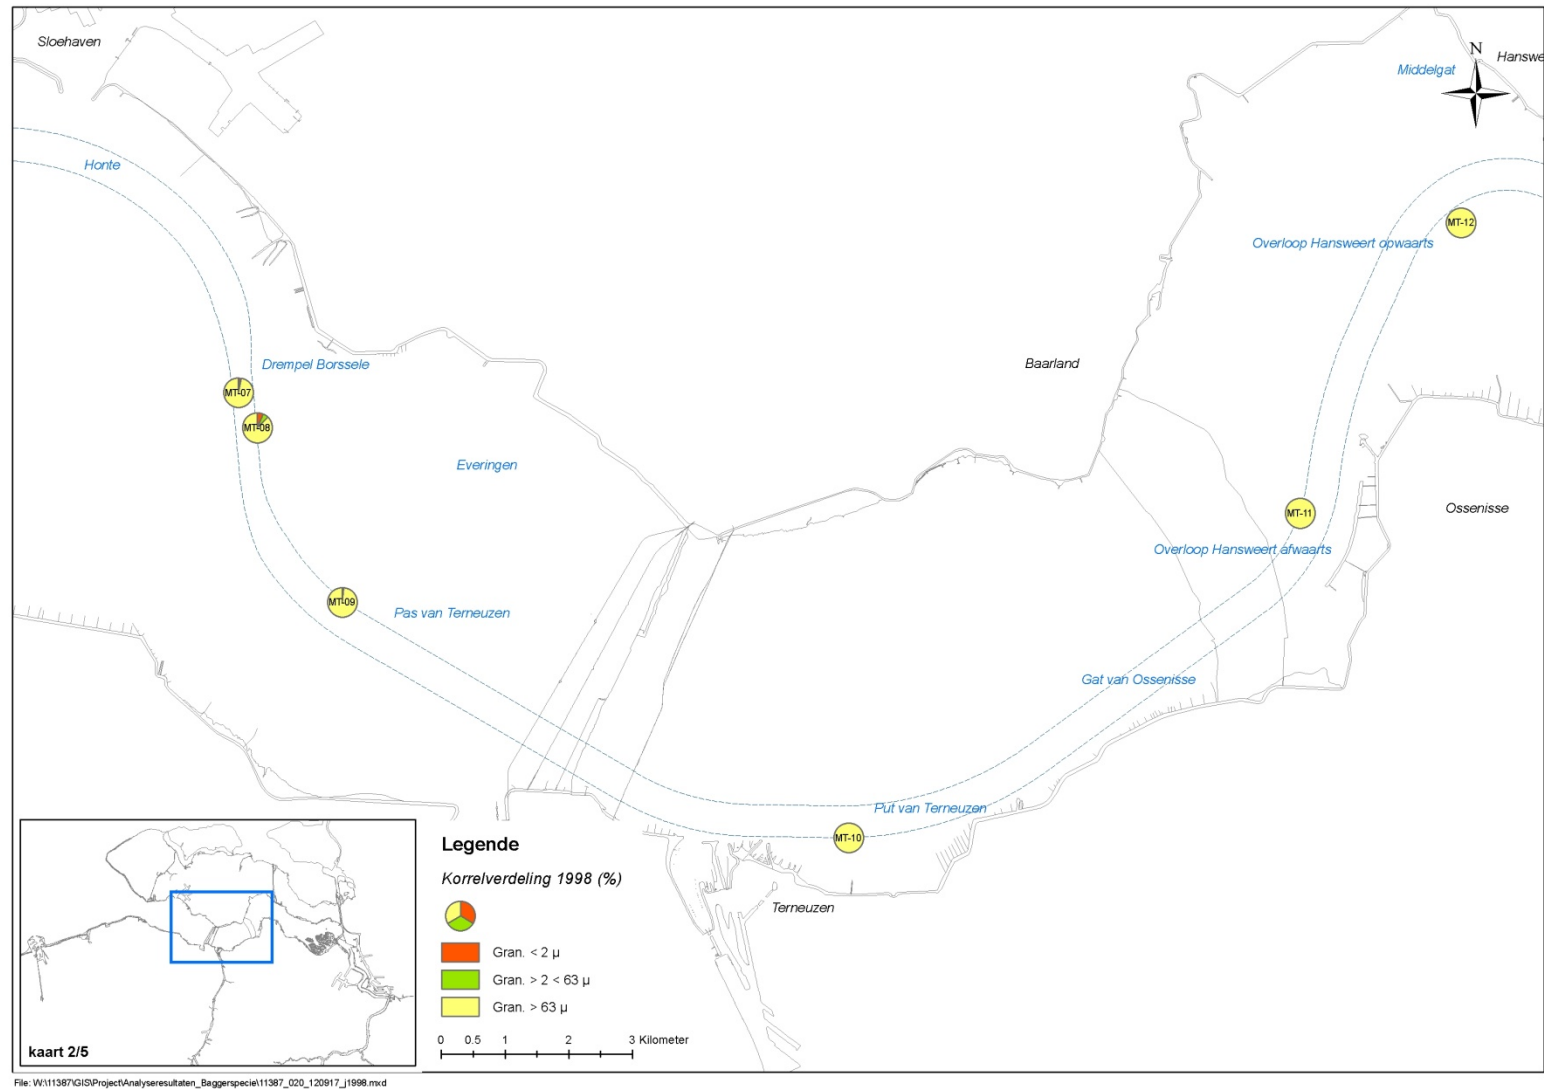 Sloehaven
N
Hanswe
Middelgat
Honte
MT-12
Overloop Hansweert opwaarts
Drempel Borssele
Baarland
MT-07
MT-08
Everingen
Ossenisse
MT-11
Overloop Hansweert afwaarts
MT-09
Pas van Terneuzen
Gat van Ossenisse
Put van Terneuzen
MT-10
Terneuzen
Legende
Korrelverdeling 1998 (%)
Gran. < 2 µ
Gran. > 2 < 63 µ
Gran. > 63 µ
0 0.5 1 2 3 Kilometer
kaart 2/5
File: W:\11387\GIS\Project\Analyseresultaten_Baggerspecie\11387_020_120917_j1998.mxd